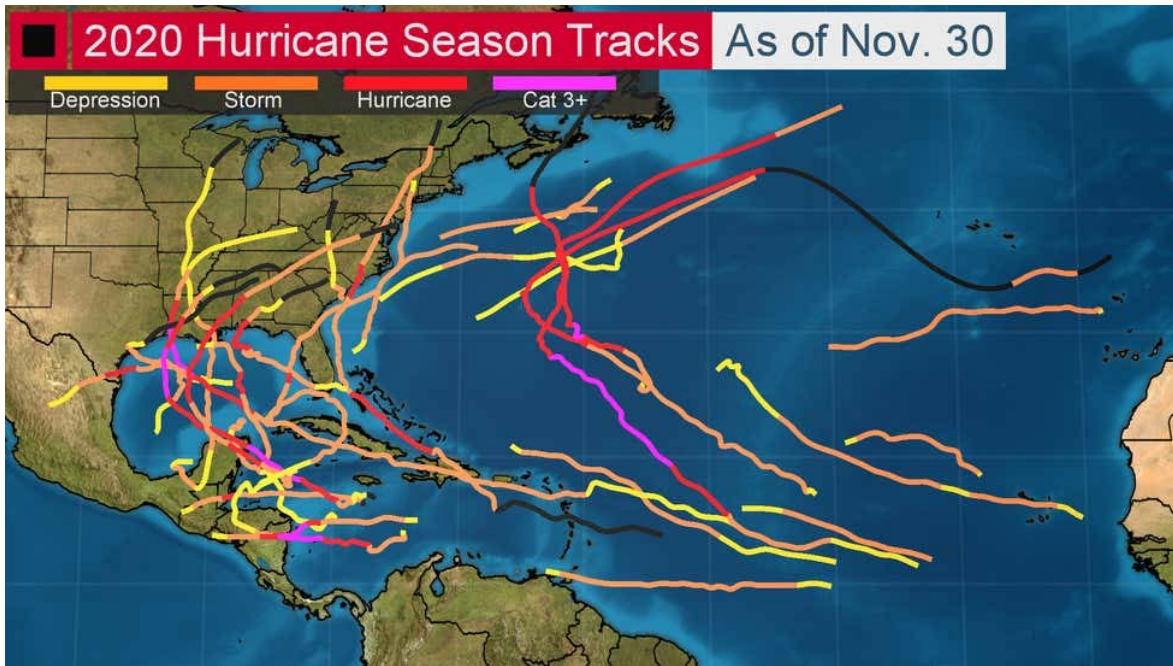 2020 Hurricane Season Tracks As of Nov. 30
Depression Storm Hurricane Cat 3+